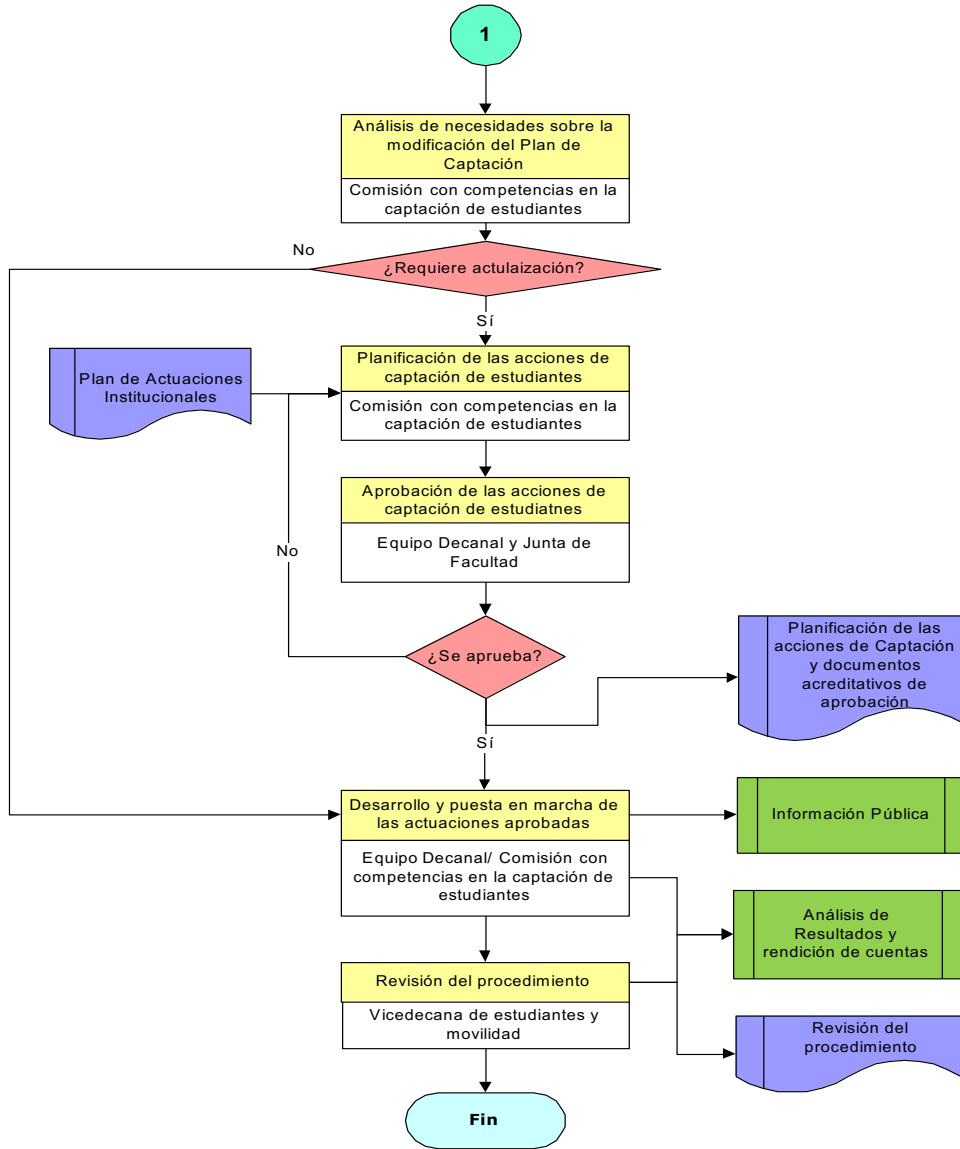 1
Análisis de necesidades sobre la
modificación del Plan de
Captación
Comisión con competencias en la
captación de estudiantes
No
¿Requiere actulaización?
Sí
Plan de Actuaciones
Institucionales
Planificación de las acciones de
captación de estudiantes
Comisión con competencias en la
captación de estudiantes
Aprobación de las acciones de
captación de estudiatnes
Equipo Decanal y Junta de
Facultad
No
¿Se aprueba?
Planificación de las
acciones de Captación
y documentos
acreditativos de
aprobación
Sí
Desarrollo y puesta en marcha de
las actuaciones aprobadas
Equipo Decanal/ Comisión con
competencias en la captación de
estudiantes
Información Pública
Análisis de
Resultados y
rendición de cuentas
Revisión del procedimiento
Vicedecana de estudiantes y
movilidad
Revisión del
procedimiento
Fin